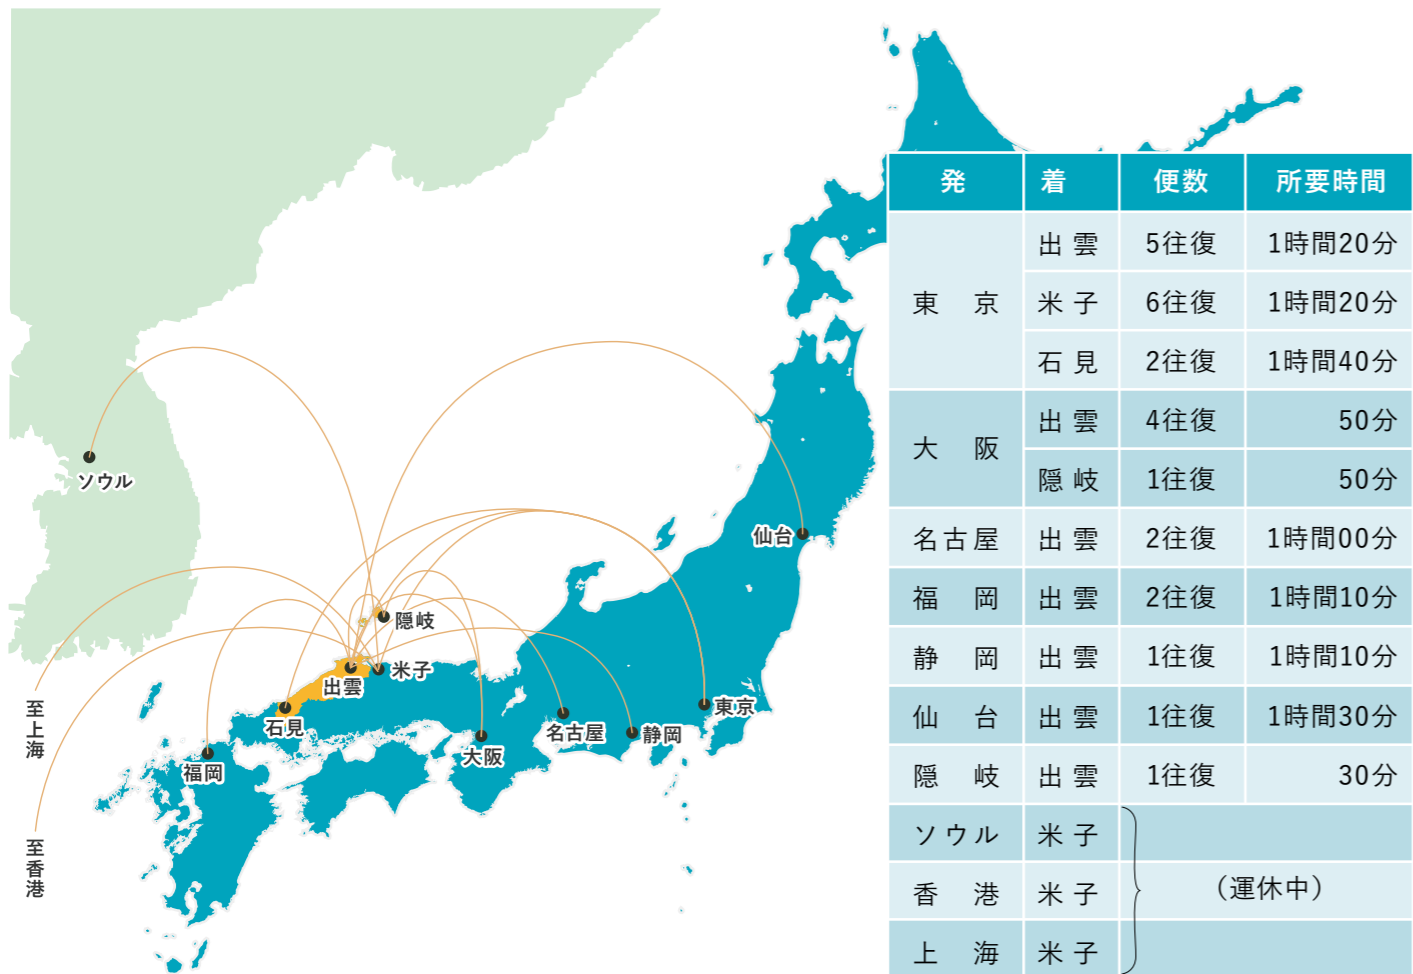 ソウル
仙台
隠岐
米子
出雲
石見
福岡
大阪
名古屋
静岡
東京
至上海
至香港
発 着 便数 所要時間
東京 出雲 5往復 1時間20分
米子 6往復 1時間20分
石見 2往復 1時間40分
大阪 出雲 4往復 50分
隠岐 1往復 50分
名古屋 出雲 2往復 1時間00分
福岡 出雲 2往復 1時間10分
静岡 出雲 1往復 1時間10分
仙台 出雲 1往復 1時間30分
隠岐 出雲 1往復 30分
ソウル 米子
香港 米子 （運休中）
上海 米子